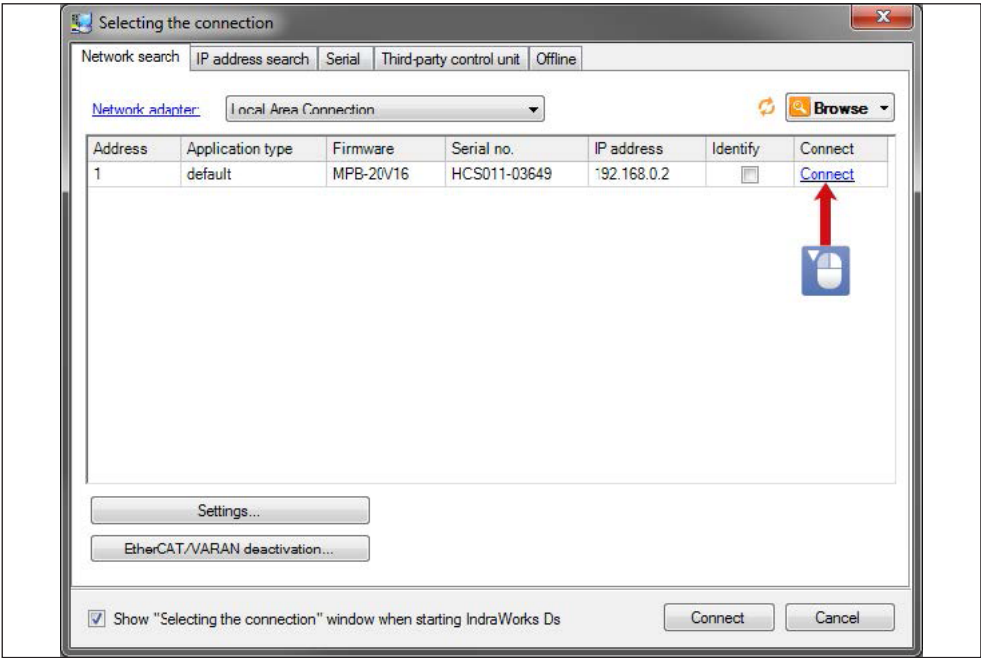 Selecting the connection
Network search IP address search Serial Third-party control unit Offline
Network adapter: Local Area Connection Browse
Address Application type Firmware Serial no. IP address Identify Connect
1 default MPB-20V16 HCS011-03649 192.168.0.2 Connect
Settings...
EtherCAT/VARAN deactivation...
Show "Selecting the connection" window when starting IndraWorks Ds Connect Cancel